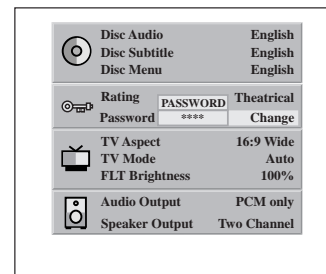 Disc Audio English
Disc Subtitle English
Disc Menu English
Rating PASSWORD Theatrical
Password **** Change
TV Aspect 16:9 Wide
TV Mode Auto
FLT Brightness 100%
Audio Output PCM only
Speaker Output Two Channel